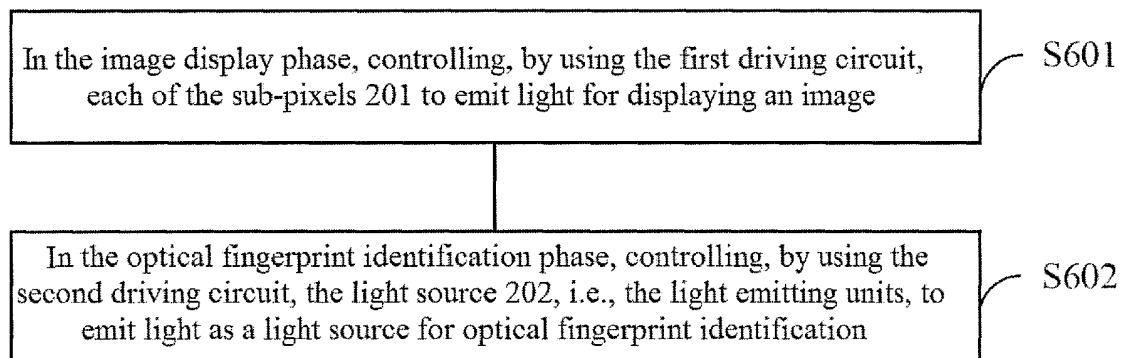 In the image display phase, controlling, by using the first driving circuit,
each of the sub-pixels 201 to emit light for displaying an image
S601
In the optical fingerprint identification phase, controlling, by using the
second driving circuit, the light source 202, i.e., the light emitting units, to
emit light as a light source for optical fingerprint identification
S602